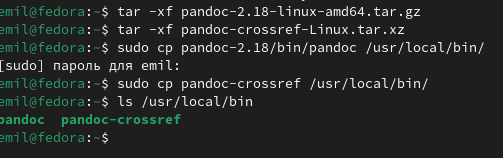 emil@fedora:~$ tar -xf pandoc-2.18-linux-amd64.tar.gz
emil@fedora:~$ tar -xf pandoc-crossref-Linux.tar.xz
emil@fedora:~$ sudo cp pandoc-2.18/bin/pandoc /usr/local/bin/
[sudo] пароль для emil:
emil@fedora:~$ sudo cp pandoc-crossref /usr/local/bin/
emil@fedora:~$ ls /usr/local/bin
pandoc  pandoc-crossref
emil@fedora:~$